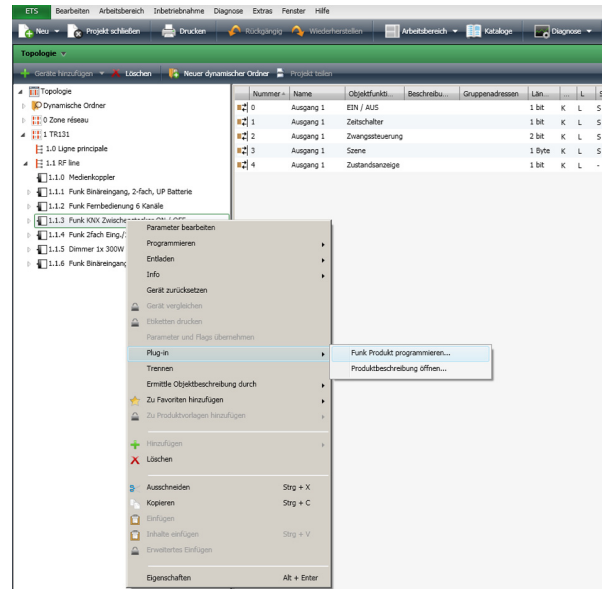 ETS Bearbeiten Arbeitsbereich Inbetriebnahme Diagnose Extras Fenster Hilfe
Neu Projekt schließen Drucken Rückgängig Wiederherstellen Arbeitsbereich Kataloge Diagnose
Topologie
Geräte hinzufügen Löschen Neuer dynamischer Ordner Projekt teilen
Topologie
Dynamische Ordner
0 Zone réseau
1 TR131
1.0 Ligne principale
1.1 RF line
1.1.0 Medienkoppler
1.1.1 Funk Binäreingang, 2-fach, UP Batterie
1.1.2 Funk Fernbedienung 6 Kanäle
1.1.3 Funk KNX Zwischenstecker ON / OFF
1.1.4 Funk 2fach Eing./
1.1.5 Dimmer 1x 300W
1.1.6 Funk Binäreingang
Nummer Name Objektfunkti... Beschreibu... Gruppenadressen Län... ... L S
0 Ausgang 1 EIN / AUS 1 bit K L S
1 Ausgang 1 Zeitschalter 1 bit K L S
2 Ausgang 1 Zwangssteuerung 2 bit K L S
3 Ausgang 1 Szene 1 Byte K L S
4 Ausgang 1 Zustandsanzeige 1 bit K L -
Parameter bearbeiten
Programmieren
Entladen
Info
Gerät zurücksetzen
Gerät vergleichen
Etiketten drucken
Parameter und Flags übernehmen
Plug-in
Funk Produkt programmieren...
Produktbeschreibung öffnen...
Trennen
Ermittle Objektbeschreibung durch
Zu Favoriten hinzufügen
Zu Produktvorlagen hinzufügen
Hinzufügen
Löschen
Ausschneiden Strg + X
Kopieren Strg + C
Einfügen
Inhalte einfügen Strg + V
Erweitertes Einfügen
Eigenschaften Alt + Enter